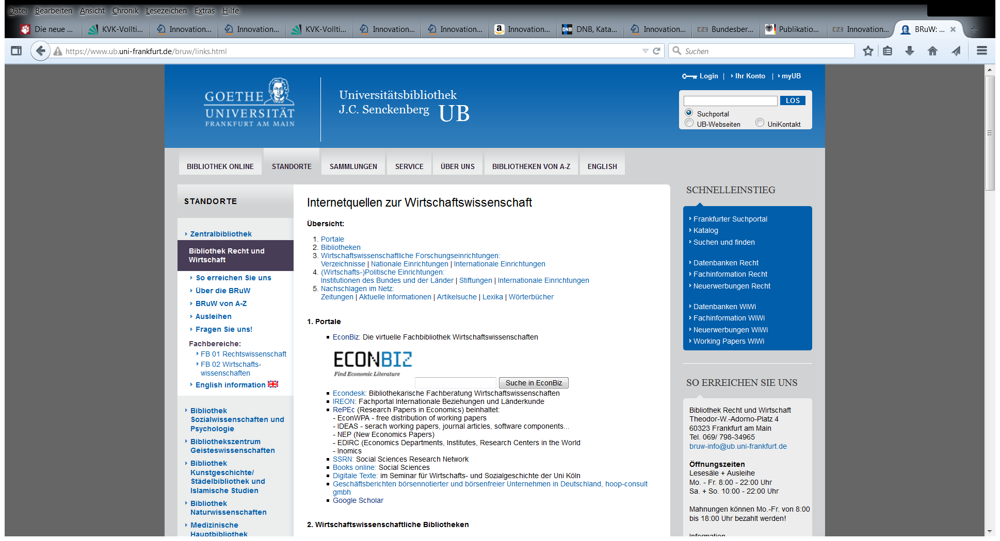 Datei Bearbeiten Ansicht Chronik Lesezeichen Extras Hilfe
Die neue ... KVK-Vollti... Innovation... Innovation... KVK-Vollti... Innovation... Innovation... Innovation... DNB, Kata... Innovation... Bundesber... Publikatio... Innovation... BRuW: ...
https://www.ub.uni-frankfurt.de/bruw/links.html
Suchen
Login | Ihr Konto | myUB
GOETHE
UNIVERSITÄT
FRANKFURT AM MAIN
Universitätsbibliothek
J.C. Senckenberg UB
LOS
Suchportal
UB-Webseiten UniKontakt
BIBLIOTHEK ONLINE STANDORTE SAMMLUNGEN SERVICE ÜBER UNS BIBLIOTHEKEN VON A-Z ENGLISH
STANDORTE
Zentralbibliothek
Bibliothek Recht und
Wirtschaft
So erreichen Sie uns
Über die BRuW
BRuW von A-Z
Ausleihen
Fragen Sie uns!
Fachbereiche:
FB 01 Rechtswissenschaft
FB 02 Wirtschafts-
wissenschaften
English information
Bibliothek
Sozialwissenschaften und
Psychologie
Bibliothekszentrum
Geisteswissenschaften
Bibliothek
Kunstgeschichte/
Städelbibliothek und
Islamische Studien
Bibliothek
Naturwissenschaften
Medizinische
Hauptbibliothek
Internetquellen zur Wirtschaftswissenschaft
Übersicht:
1. Portale
2. Bibliotheken
3. Wirtschaftswissenschaftliche Forschungseinrichtungen:
Verzeichnisse | Nationale Einrichtungen | Internationale Einrichtungen
4. (Wirtschafts-)Politische Einrichtungen:
Institutionen des Bundes und der Länder | Stiftungen | Internationale Einrichtungen
5. Nachschlagen im Netz:
Zeitungen | Aktuelle Informationen | Artikelsuche | Lexika | Wörterbücher
1. Portale
EconBiz: Die virtuelle Fachbibliothek Wirtschaftswissenschaften
ECONBIZ
Find Economic Literature
Suche in EconBiz
Econdesk: Bibliothekarische Fachberatung Wirtschaftswissenschaften
IREON: Fachportal Internationale Beziehungen und Länderkunde
RePEc (Research Papers in Economics) beinhaltet:
- EconWPA - free distribution of working papers
- IDEAS - serach working papers, journal articles, software components...
- NEP (New Economics Papers)
- EDIRC (Economics Departments, Institutes, Research Centers in the World
- Inomics
SSRN: Social Sciences Research Network
Books online: Social Sciences
Digitale Texte: im Seminar für Wirtschafts- und Sozialgeschichte der Uni Köln
Geschäftsberichten börsennotierter und börsenfreier Unternehmen in Deutschland, hoop-consult
gmbh
Google Scholar
2. Wirtschaftswissenschaftliche Bibliotheken
SCHNELLEINSTIEG
Frankfurter Suchportal
Katalog
Suchen und finden
Datenbanken Recht
Fachinformation Recht
Neuerwerbungen Recht
Datenbanken WiWi
Fachinformation WiWi
Neuerwerbungen WiWi
Working Papers WiWi
SO ERREICHEN SIE UNS
Bibliothek Recht und Wirtschaft
Theodor-W.-Adorno-Platz 4
60323 Frankfurt am Main
Tel. 069/ 798-34965
bruw-info@ub.uni-frankfurt.de
Öffnungszeiten
Lesesäle + Ausleihe
Mo. - Fr. 8:00 - 22:00 Uhr
Sa. + So. 10:00 - 22:00 Uhr
Mahnungen können Mo.-Fr. von 8:00
bis 18:00 Uhr bezahlt werden!
Information